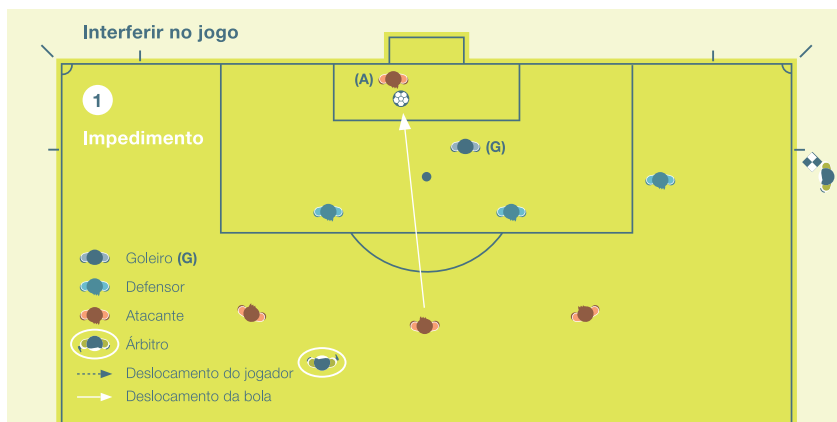 Interferir no jogo
(A)
1
Impedimento
(G)
Goleiro (G)
Defensor
Atacante
Árbitro
Deslocamento do jogador
Deslocamento da bola